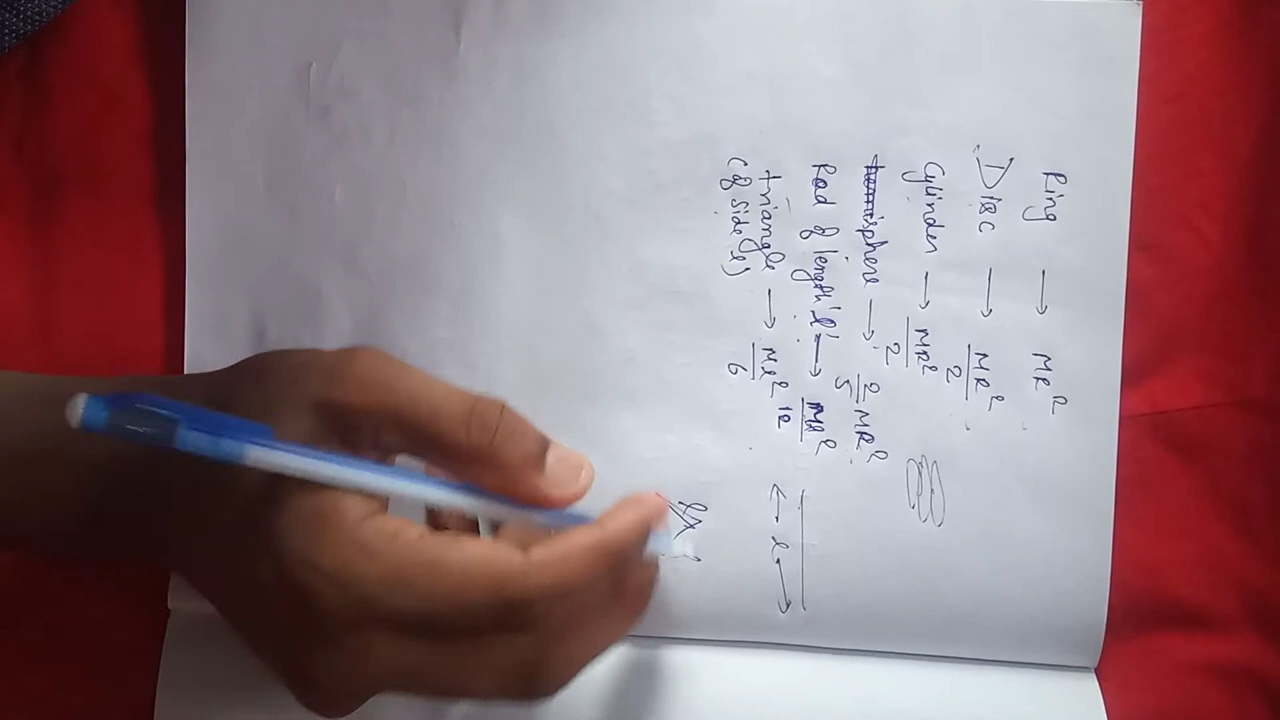 Ring → MR²
Disc → MR²/2
Cylinder → MR²/2
sphere → 2/5 MR²
Rod of length 'l' → Ml²/12
← l →
triangle → Ml²/6
(of side l)
l l